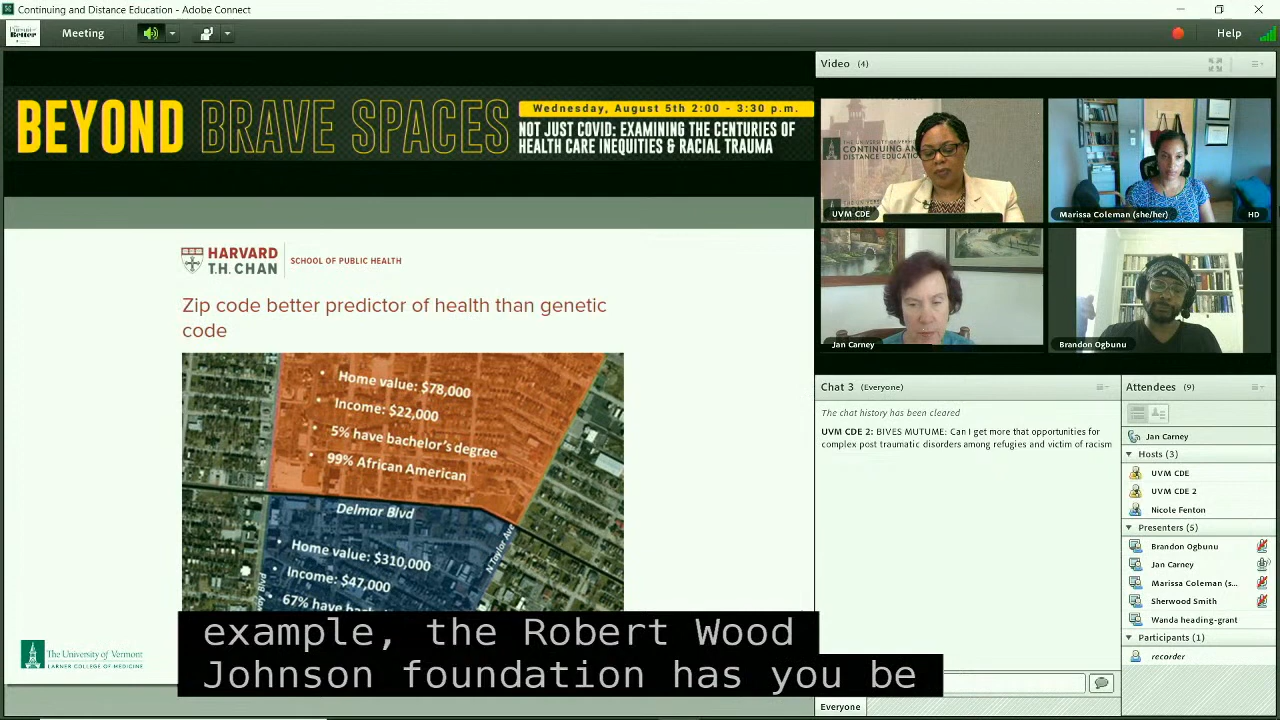 Continuing and Distance Education - Adobe Connect
Meeting
Help
BEYOND BRAVE SPACES
Wednesday, August 5th 2:00 - 3:30 p.m.
NOT JUST COVID: EXAMINING THE CENTURIES OF
HEALTH CARE INEQUITIES & RACIAL TRAUMA
HARVARD
T.H. CHAN
SCHOOL OF PUBLIC HEALTH
Zip code better predictor of health than genetic
code
• Home value: $78,000
• Income: $22,000
• 5% have bachelor's degree
• 99% African American
Delmar Blvd
N Taylor Ave
• Home value: $310,000
• Income: $47,000
67% have
The University of Vermont
LARNER COLLEGE OF MEDICINE
example, the Robert Wood
Johnson foundation has you be
Video (4)
THE UNIVERSITY
CONTINUING AND
DISTANCE EDUCATION
UVM CDE
Marissa Coleman (she/her)
HD
Jan Carney
Brandon Ogbunu
Chat 3 (Everyone)
The chat history has been cleared
UVM CDE 2: BIVES MUTUME: Can I get more that opportunities for
complex post traumatic disorders among refugies and victim of racism
Everyone
Attendees (9)
Jan Carney
Hosts (3)
UVM CDE
UVM CDE 2
Nicole Fenton
Presenters (5)
Brandon Ogbunu
Jan Carney
Marissa Coleman (s...
Sherwood Smith
Wanda heading-grant
Participants (1)
recorder